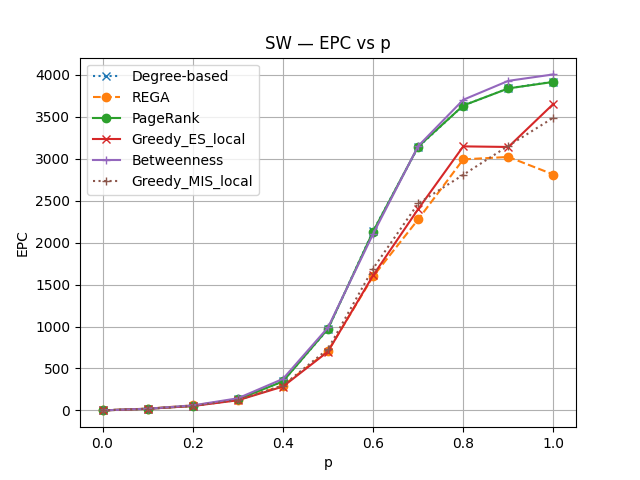 SW — EPC vs p
Degree-based
REGA
PageRank
Greedy_ES_local
Betweenness
Greedy_MIS_local
EPC
4000
3500
3000
2500
2000
1500
1000
500
0
0.0 0.2 0.4 0.6 0.8 1.0
p